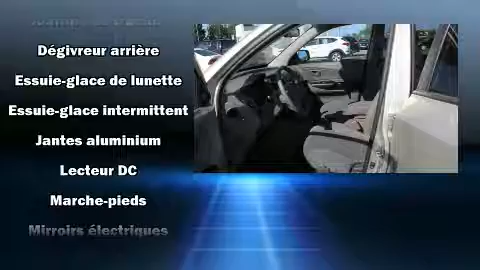 Dégivreur arrière
Essuie-glace de lunette
Essuie-glace intermittent
Jantes aluminium
Lecteur DC
Marche-pieds
Mirroirs électriques